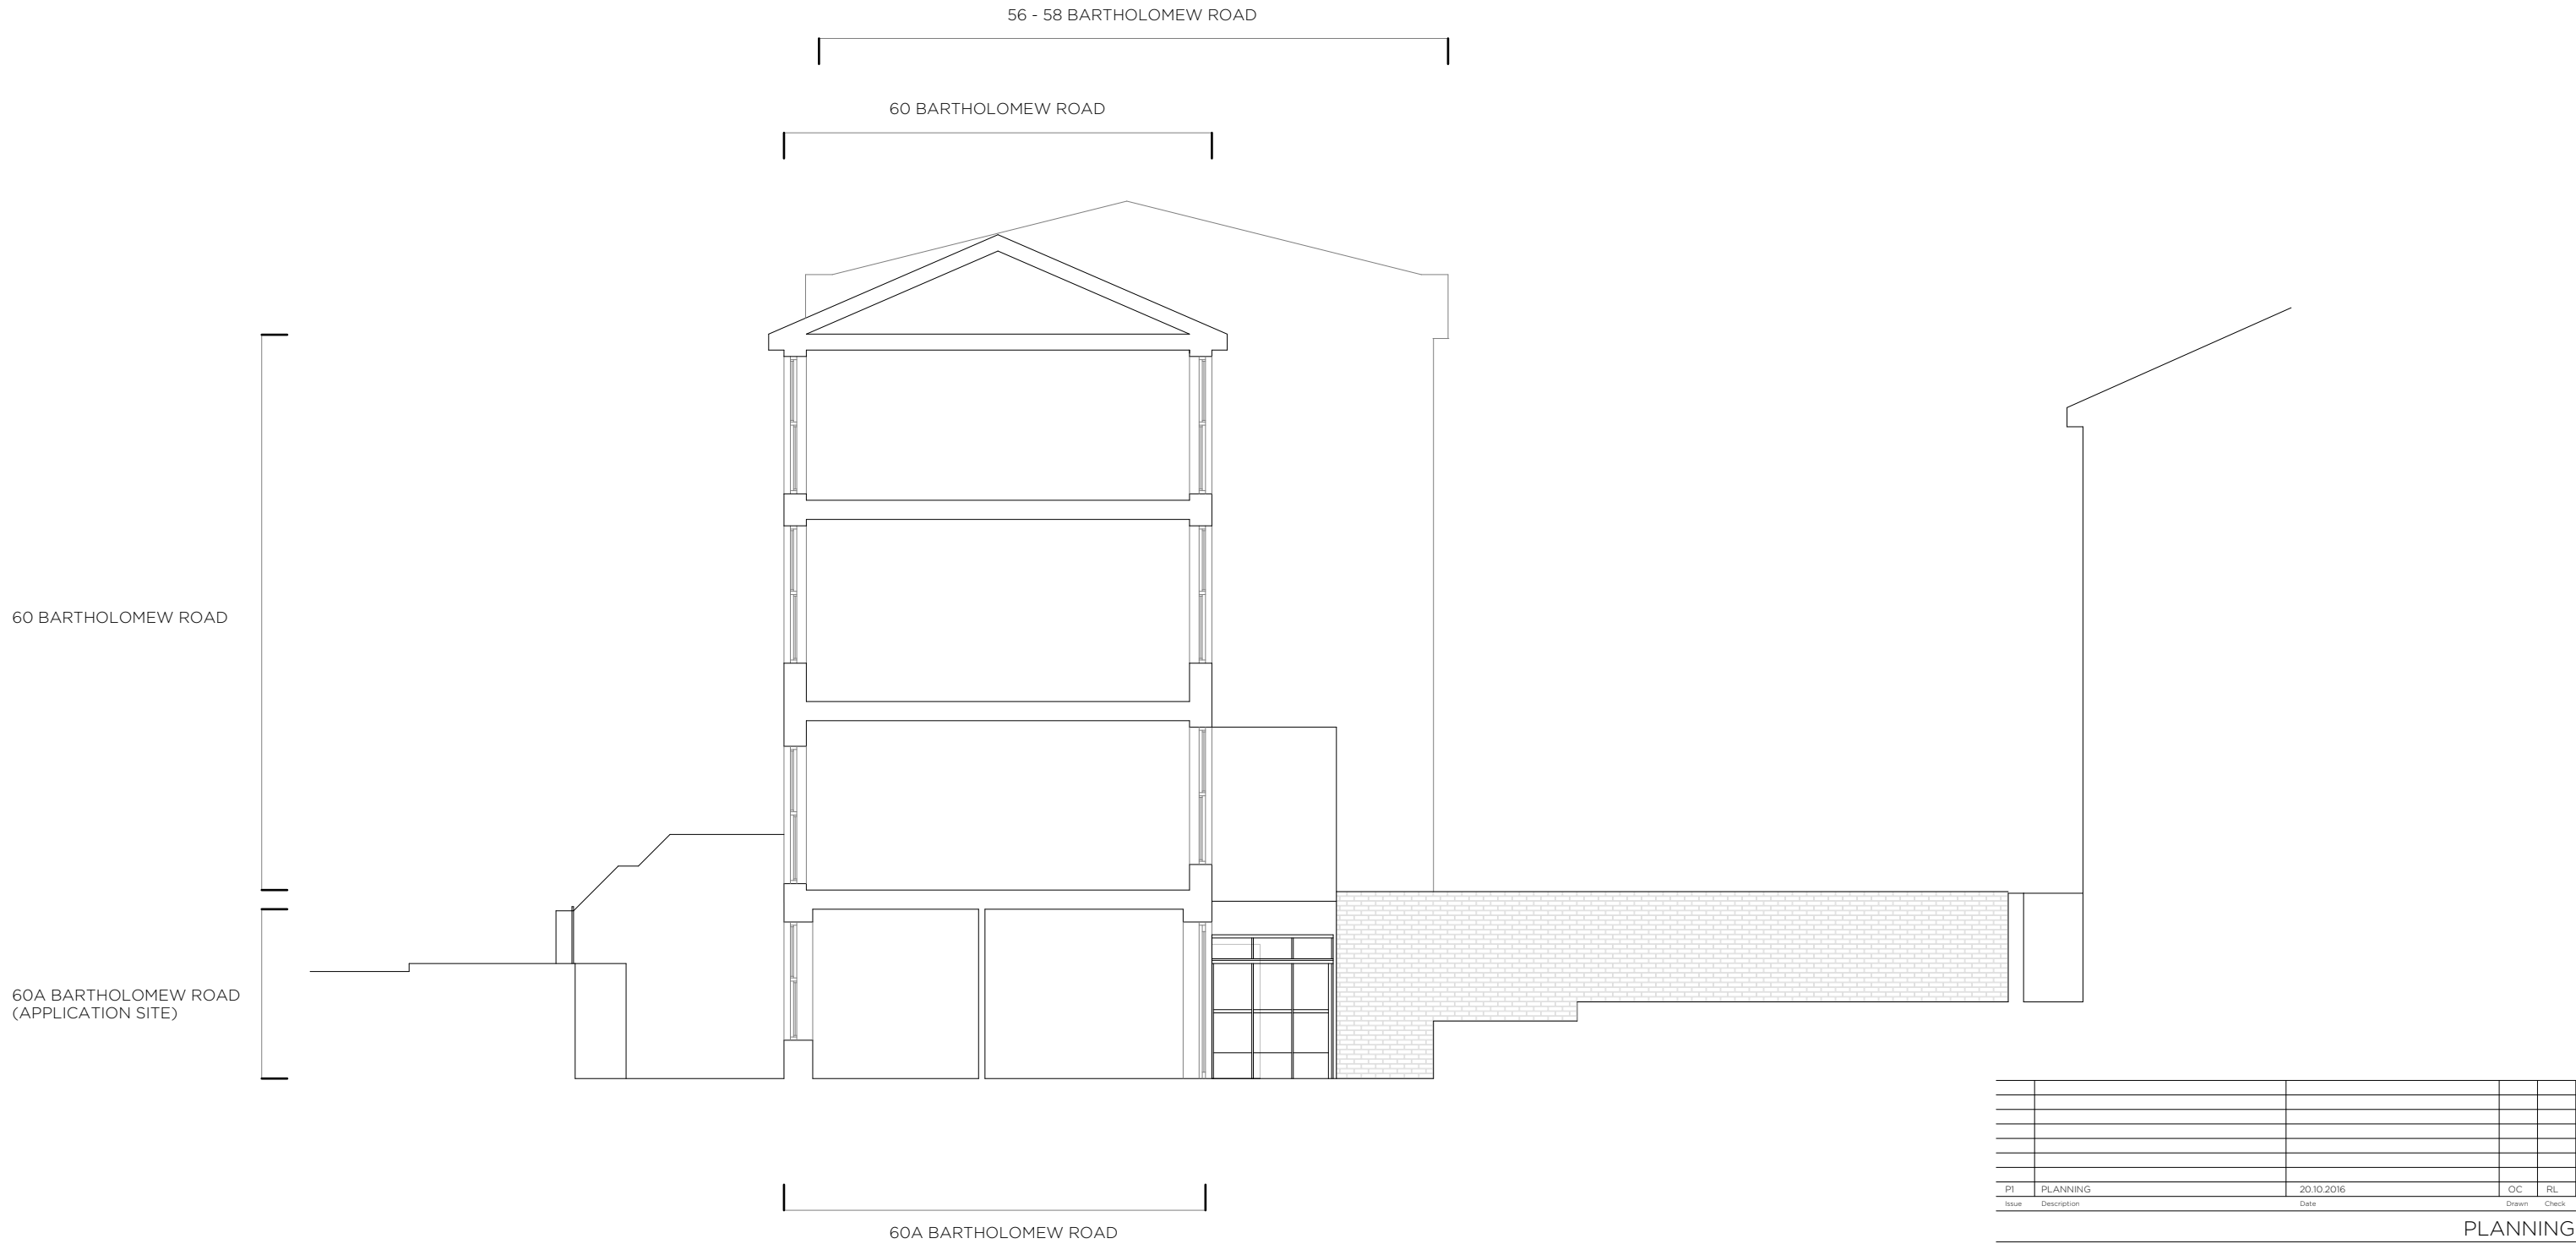 56 - 58 BARTHOLOMEW ROAD
60 BARTHOLOMEW ROAD
60 BARTHOLOMEW ROAD
60A BARTHOLOMEW ROAD
(APPLICATION SITE)
60A BARTHOLOMEW ROAD
P1 PLANNING 20.10.2016 OC RL
Issue Description Date Drawn Check
PLANNING